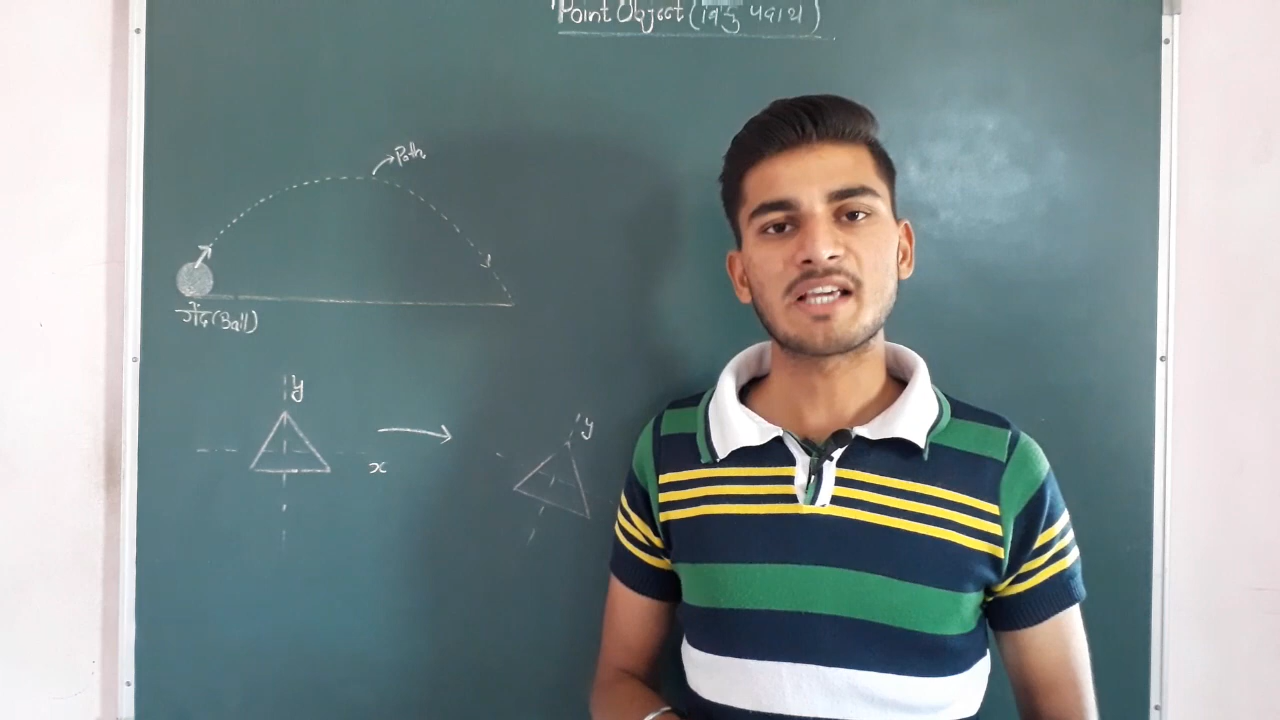 Point Object (बिन्दु पदार्थ)
Path
गेंद (Ball)
y
x
y